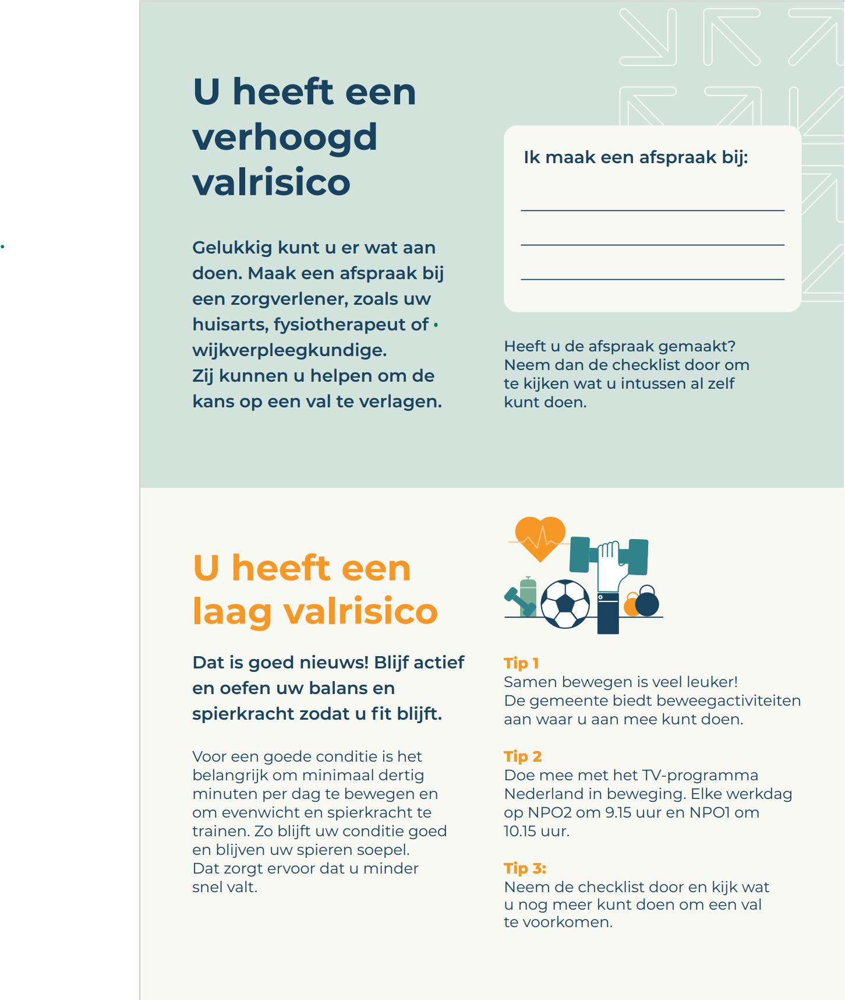 U heeft een
verhoogd
valrisico
Gelukkig kunt u er wat aan
doen. Maak een afspraak bij
een zorgverlener, zoals uw
huisarts, fysiotherapeut of
wijkverpleegkundige.
Zij kunnen u helpen om de
kans op een val te verlagen.
Ik maak een afspraak bij:
Heeft u de afspraak gemaakt?
Neem dan de checklist door om
te kijken wat u intussen al zelf
kunt doen.
U heeft een
laag valrisico
Dat is goed nieuws! Blijf actief
en oefen uw balans en
spierkracht zodat u fit blijft.
Voor een goede conditie is het
belangrijk om minimaal dertig
minuten per dag te bewegen en
om evenwicht en spierkracht te
trainen. Zo blijft uw conditie goed
en blijven uw spieren soepel.
Dat zorgt ervoor dat u minder
snel valt.
Tip 1
Samen bewegen is veel leuker!
De gemeente biedt beweegactiviteiten
aan waar u aan mee kunt doen.
Tip 2
Doe mee met het TV-programma
Nederland in beweging. Elke werkdag
op NPO2 om 9.15 uur en NPO1 om
10.15 uur.
Tip 3:
Neem de checklist door en kijk wat
u nog meer kunt doen om een val
te voorkomen.